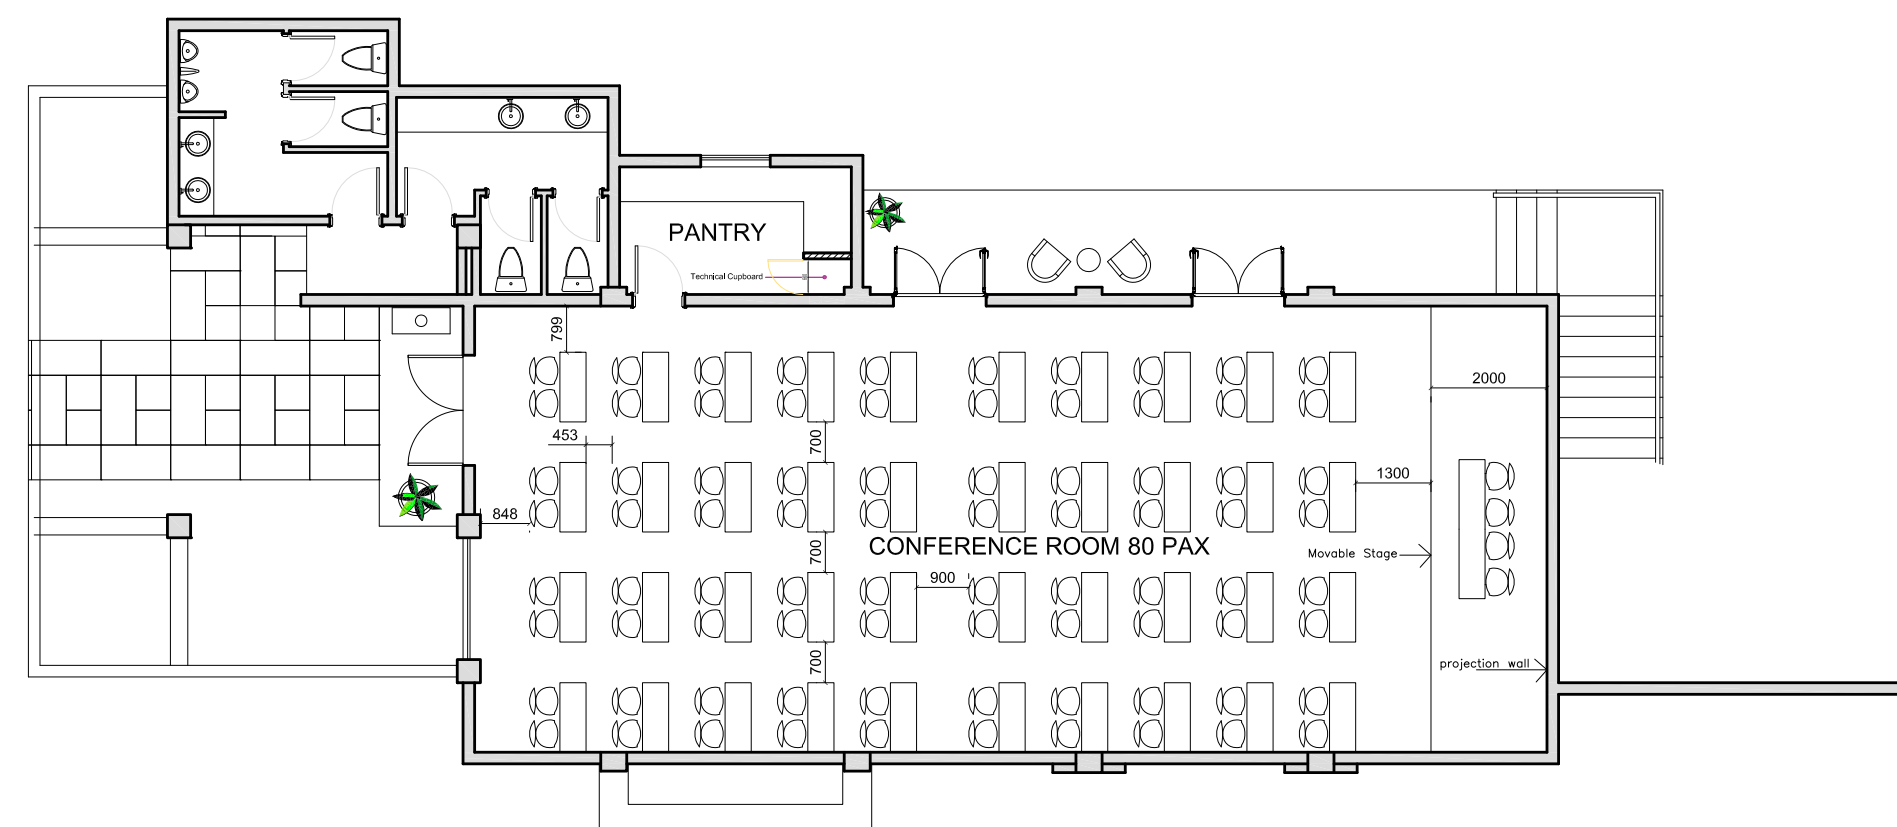 PANTRY
Technical Cupboard
799
2000
453
700
1300
848
700
CONFERENCE ROOM 80 PAX
Movable Stage
900
700
projection wall